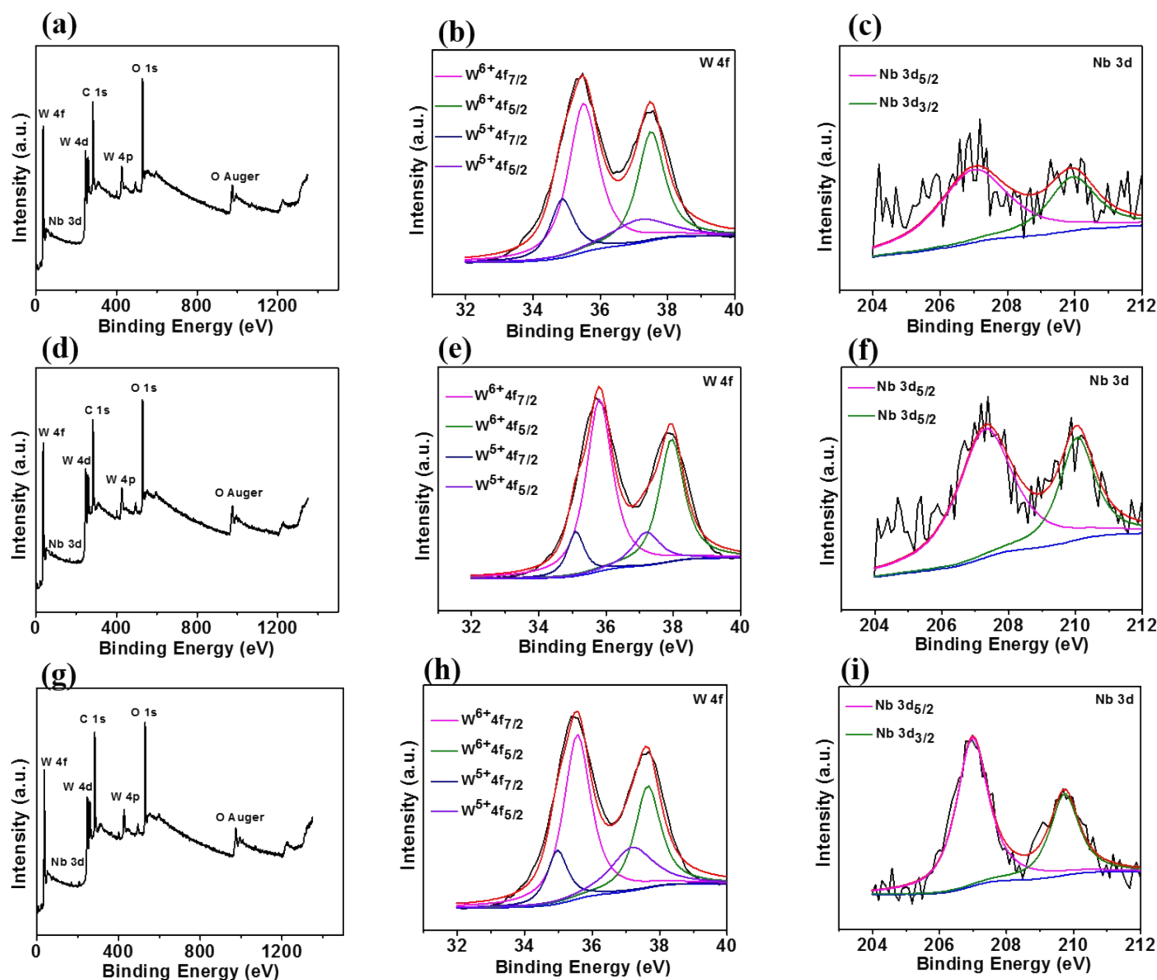 (a)
O 1s
C 1s
W 4f
W 4d
W 4p
O Auger
Nb 3d
Intensity (a.u.)
0 400 800 1200
Binding Energy (eV)
(b)
W 4f
W6+4f7/2
W6+4f5/2
W5+4f7/2
W5+4f5/2
Intensity (a.u.)
32 34 36 38 40
Binding Energy (eV)
(c)
Nb 3d
Nb 3d5/2
Nb 3d3/2
Intensity (a.u.)
204 206 208 210 212
Binding Energy (eV)
(d)
O 1s
C 1s
W 4f
W 4d
W 4p
O Auger
Nb 3d
Intensity (a.u.)
0 400 800 1200
Binding Energy (eV)
(e)
W 4f
W6+4f7/2
W6+4f5/2
W5+4f7/2
W5+4f5/2
Intensity (a.u.)
32 34 36 38 40
Binding Energy (eV)
(f)
Nb 3d
Nb 3d5/2
Nb 3d5/2
Intensity (a.u.)
204 206 208 210 212
Binding Energy (eV)
(g)
O 1s
C 1s
W 4f
W 4d
W 4p
O Auger
Nb 3d
Intensity (a.u.)
0 400 800 1200
Binding Energy (eV)
(h)
W 4f
W6+4f7/2
W6+4f5/2
W5+4f7/2
W5+4f5/2
Intensity (a.u.)
32 34 36 38 40
Binding Energy (eV)
(i)
Nb 3d
Nb 3d5/2
Nb 3d3/2
Intensity (a.u.)
204 206 208 210 212
Binding Energy (eV)